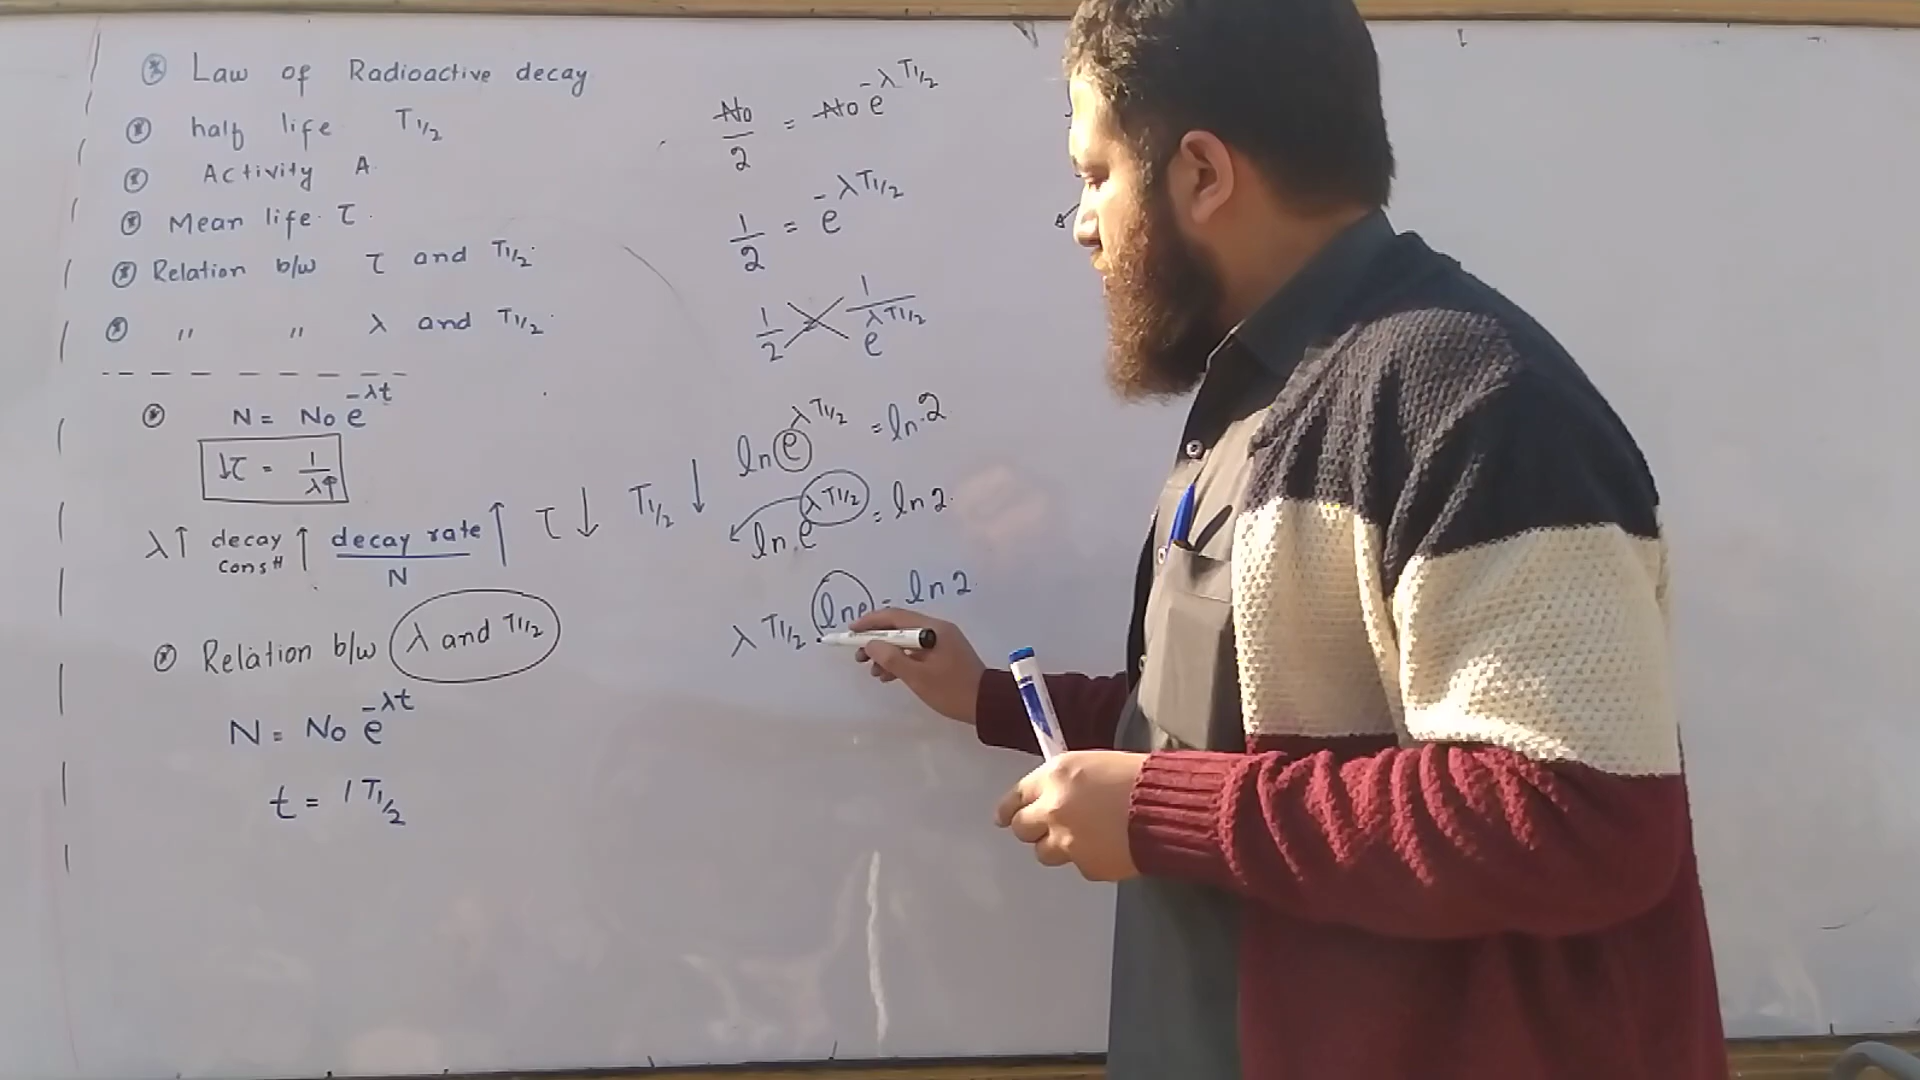 Law of Radioactive decay
half life T1/2
Activity A
Mean life τ.
Relation b/w τ and T1/2.
" " λ and T1/2.
N = No e^-λt
↓τ = 1/λ↑
λ↑ decay const ↑ decay rate/N ↑ τ ↓ T1/2 ↓
Relation b/w λ and T1/2
N = No e^-λt
t = 1 T1/2
No/2 = No e^-λT1/2
1/2 = e^-λT1/2
1/2 = 1/e^λT1/2
ln e^λT1/2 = ln 2
ln e^λT1/2 = ln 2.
λ T1/2 lne = ln 2